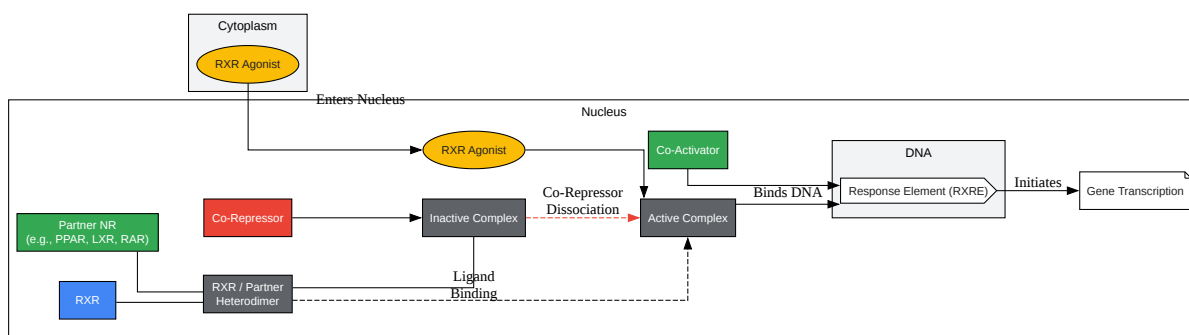 Cytoplasm
RXR Agonist
Enters Nucleus
Nucleus
RXR Agonist
Co-Activator
DNA
Response Element (RXRE)
Binds DNA
Initiates
Gene Transcription
Co-Repressor
Dissociation
Co-Repressor
Inactive Complex
Active Complex
Partner NR
(e.g., PPAR, LXR, RAR)
RXR
RXR / Partner
Heterodimer
Ligand
Binding